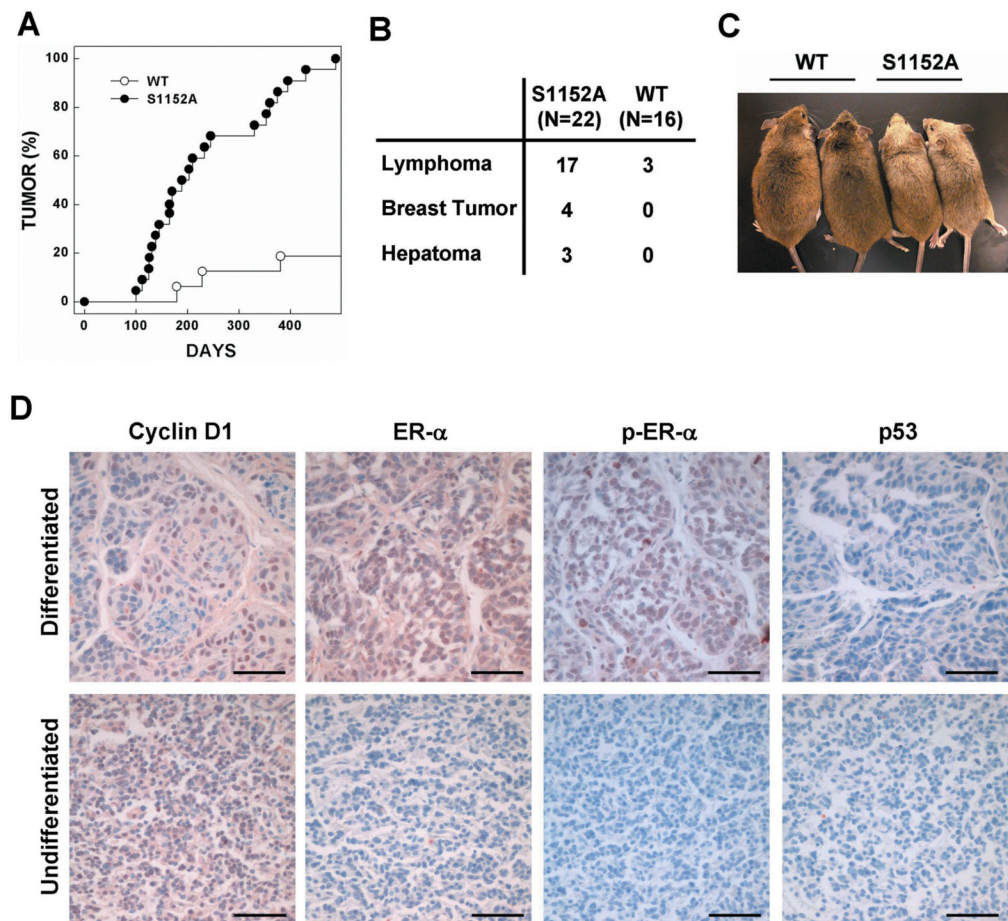 A
100
80
60
40
20
0
TUMOR (%)
WT
S1152A
0 100 200 300 400
DAYS
B
S1152A WT
(N=22) (N=16)
Lymphoma 17 3
Breast Tumor 4 0
Hepatoma 3 0
C
WT S1152A
D
Cyclin D1 ER-α p-ER-α p53
Differentiated
Undifferentiated